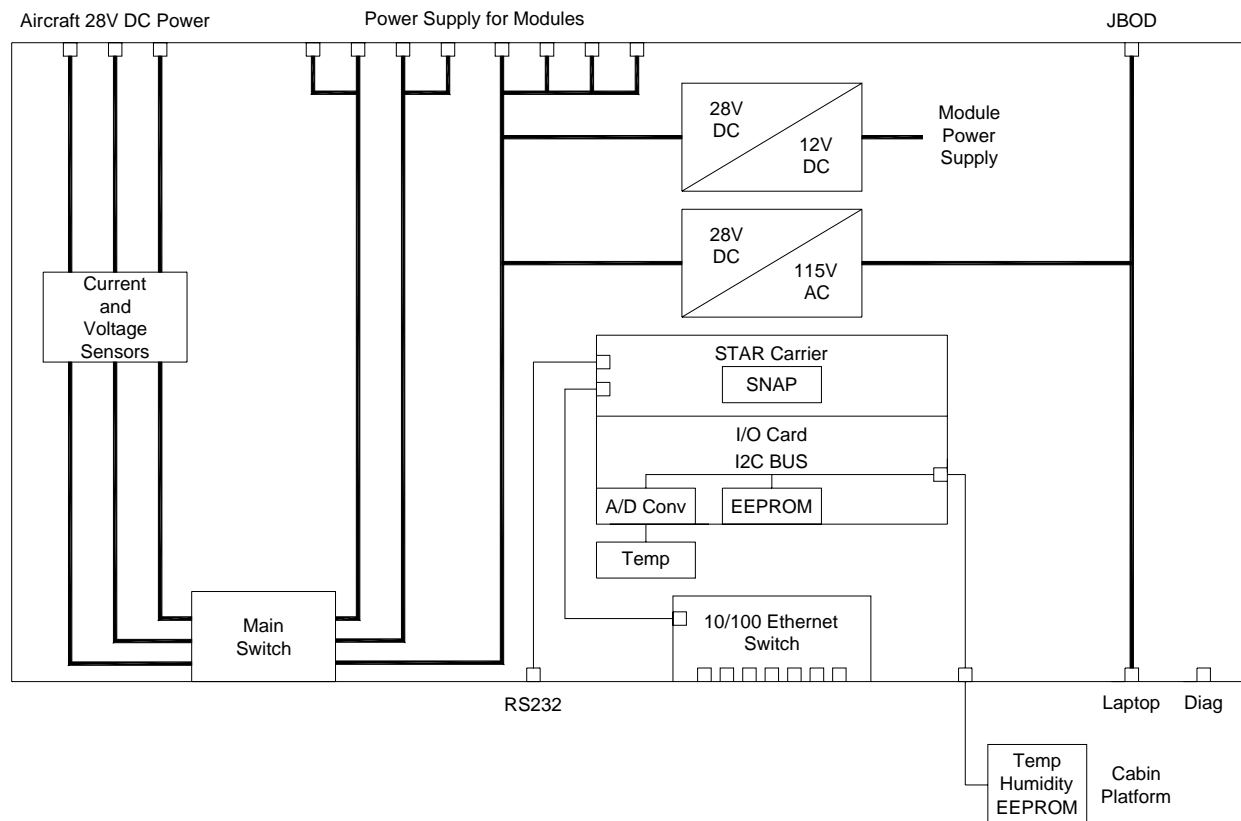 Aircraft 28V DC Power
Power Supply for Modules
JBOD
28V
DC
12V
DC
Module
Power
Supply
28V
DC
115V
AC
Current
and
Voltage
Sensors
STAR Carrier
SNAP
I/O Card
I2C BUS
A/D Conv
EEPROM
Temp
Main
Switch
10/100 Ethernet
Switch
RS232
Laptop
Diag
Temp
Humidity
EEPROM
Cabin
Platform